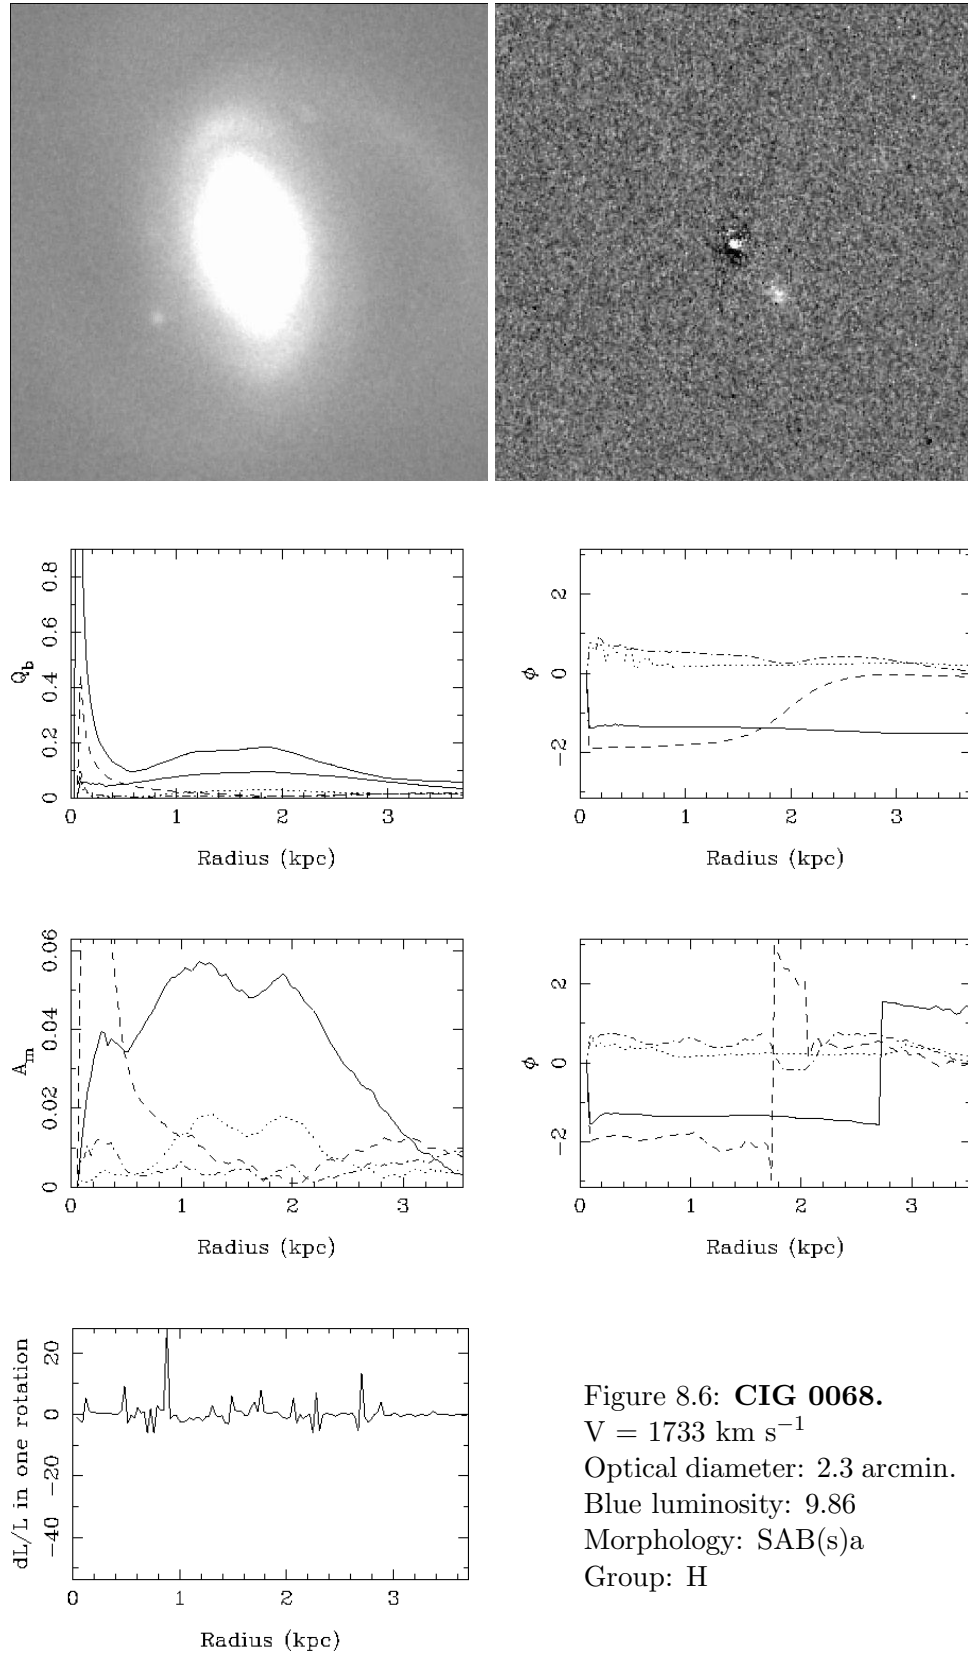 0.8
0.6
0.4
0.2
0
Q_b
0 1 2 3
Radius (kpc)
2
0
−2
ϕ
0 1 2 3
Radius (kpc)
0.06
0.04
0.02
0
A_m
0 1 2 3
Radius (kpc)
2
0
−2
ϕ
0 1 2 3
Radius (kpc)
20
0
−20
−40
dL/L in one rotation
0 1 2 3
Radius (kpc)
Figure 8.6: CIG 0068.
V = 1733 km s⁻¹
Optical diameter: 2.3 arcmin.
Blue luminosity: 9.86
Morphology: SAB(s)a
Group: H